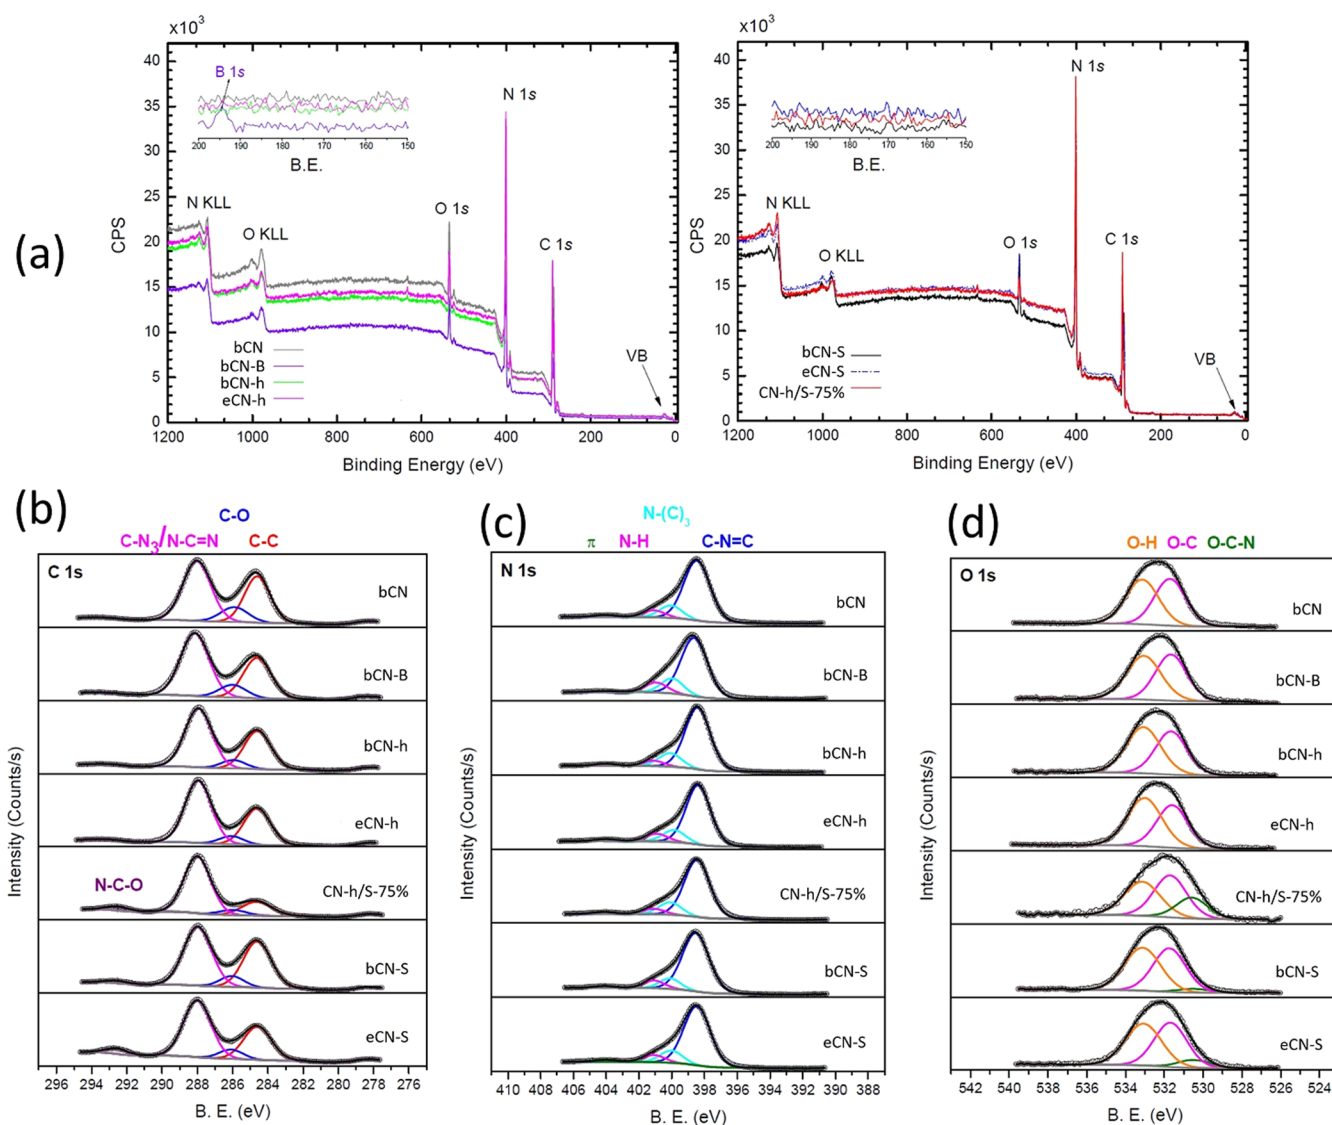 (a)
x10³
40
35
30
25
20
15
10
5
0
CPS
B 1s
200 190 180 170 160 150
B.E.
N 1s
N KLL
O KLL
O 1s
C 1s
VB
bCN
bCN-B
bCN-h
eCN-h
1200 1000 800 600 400 200 0
Binding Energy (eV)
x10³
40
35
30
25
20
15
10
5
0
CPS
200 190 180 170 160 150
B.E.
N 1s
N KLL
O KLL
O 1s
C 1s
VB
bCN-S
eCN-S
CN-h/S-75%
1200 1000 800 600 400 200 0
Binding Energy (eV)
(b)
C-O
C-N₃/N-C=N C-C
C 1s
bCN
bCN-B
bCN-h
eCN-h
N-C-O
CN-h/S-75%
bCN-S
eCN-S
Intensity (Counts/s)
296 294 292 290 288 286 284 282 280 278 276
B. E. (eV)
(c)
N-(C)₃
π N-H C-N=C
N 1s
bCN
bCN-B
bCN-h
eCN-h
CN-h/S-75%
bCN-S
eCN-S
Intensity (Counts/s)
410 408 406 404 402 400 398 396 394 392 390 388
B. E. (eV)
(d)
O-H O-C O-C-N
O 1s
bCN
bCN-B
bCN-h
eCN-h
CN-h/S-75%
bCN-S
eCN-S
Intensity (Counts/s)
542 540 538 536 534 532 530 528 526 524
B. E. (eV)